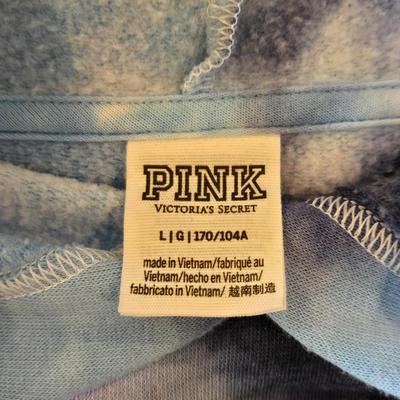 PINK
VICTORIA'S SECRET
L|G|170/104A
made in Vietnam/fabriqué au
Vietnam/hecho en Vietnam/
fabbricato in Vietnam/ 越南制造